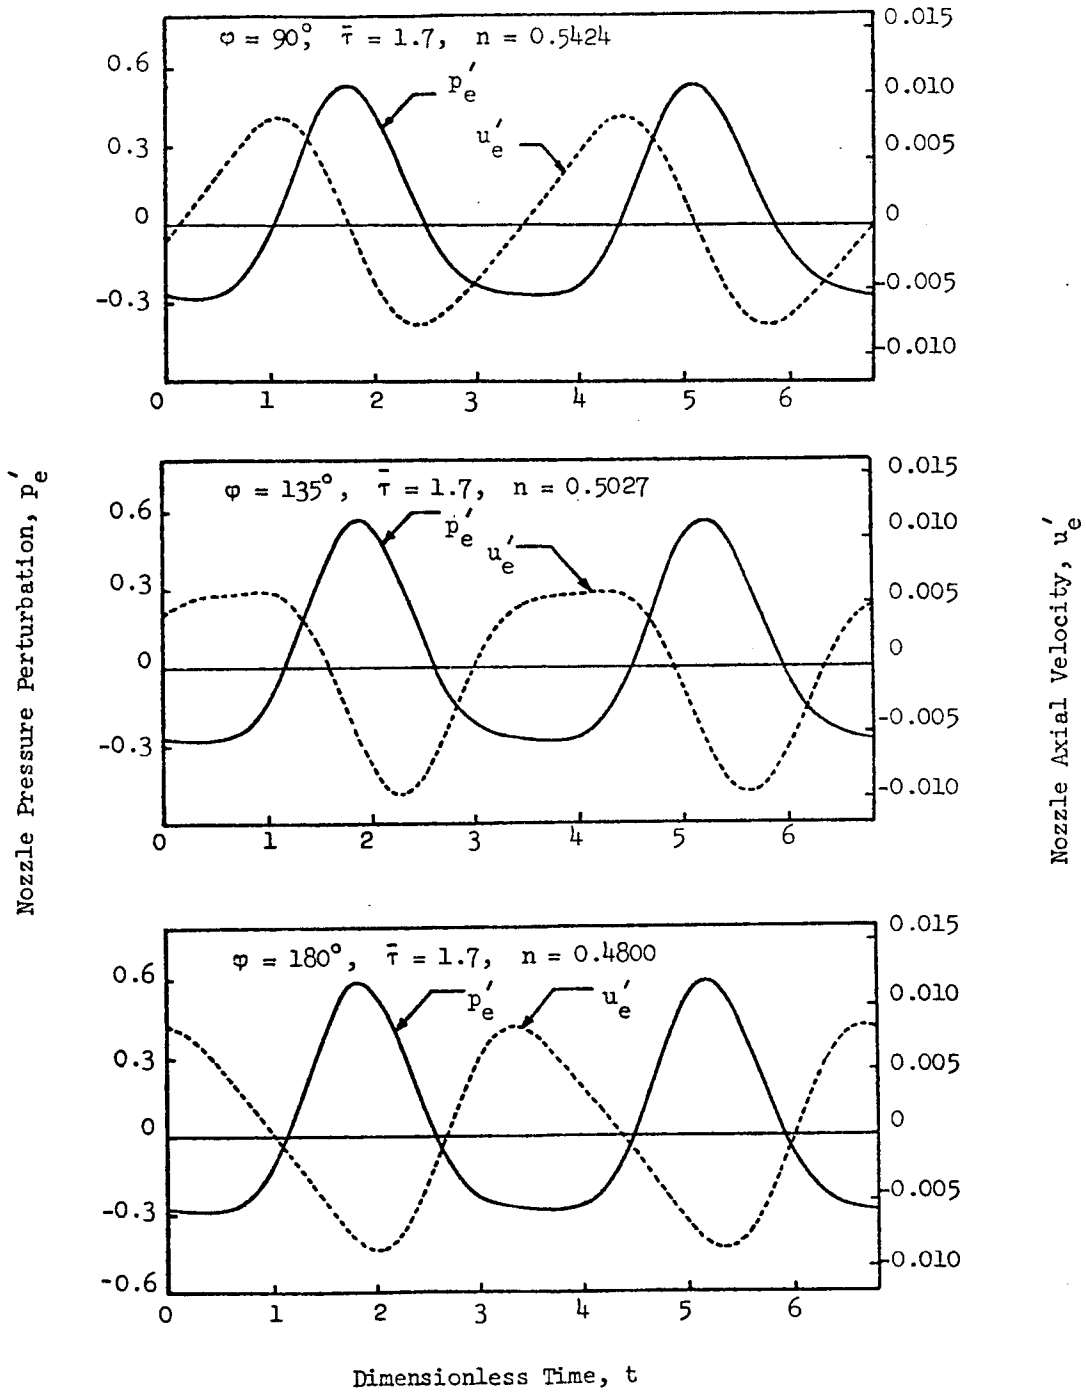 φ = 90°, τ̄ = 1.7, n = 0.5424
p′e
u′e
0.6
0.3
0
-0.3
0.015
0.010
0.005
0
-0.005
-0.010
0 1 2 3 4 5 6
φ = 135°, τ̄ = 1.7, n = 0.5027
p′e
u′e
0.6
0.3
0
-0.3
0.015
0.010
0.005
0
-0.005
-0.010
0 1 2 3 4 5 6
φ = 180°, τ̄ = 1.7, n = 0.4800
p′e
u′e
0.6
0.3
0
-0.3
-0.6
0.015
0.010
0.005
0
-0.005
-0.010
0 1 2 3 4 5 6
Nozzle Pressure Perturbation, p′e
Nozzle Axial Velocity, u′e
Dimensionless Time, t